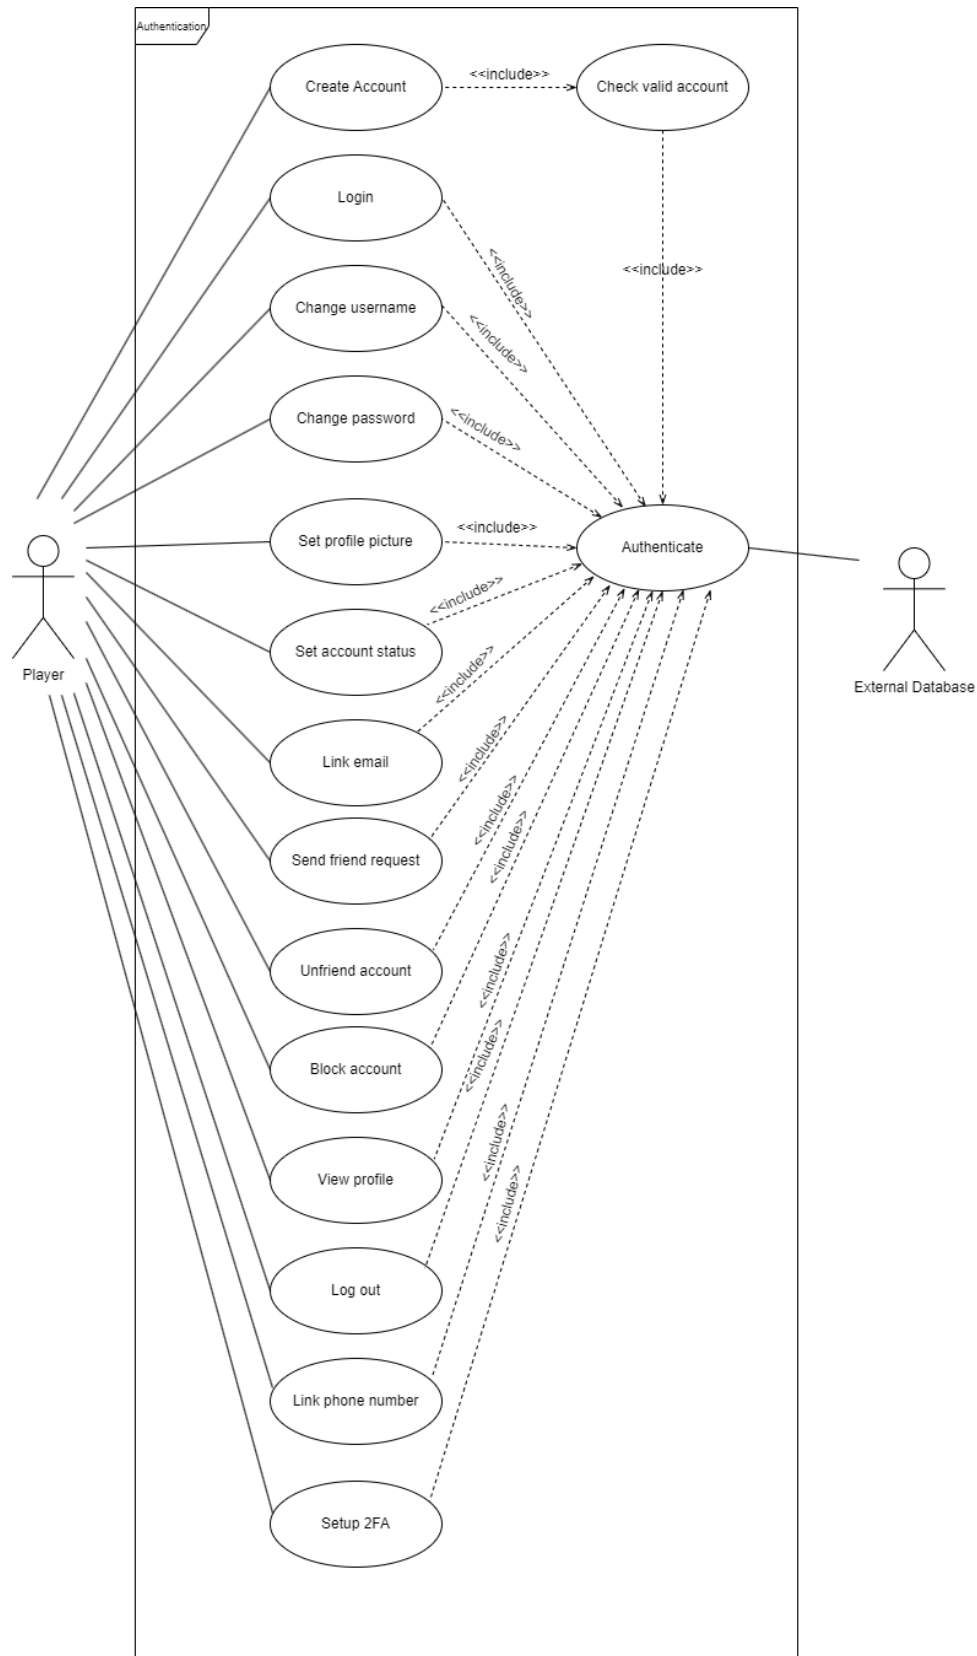 Authentication
Create Account
<<include>>
Check valid account
Login
<<include>>
<<include>>
Change username
<<include>>
Change password
<<include>>
Set profile picture
<<include>>
Authenticate
Player
External Database
Set account status
<<include>>
Link email
<<include>>
Send friend request
<<include>>
Unfriend account
<<include>>
Block account
<<include>>
View profile
<<include>>
Log out
<<include>>
Link phone number
<<include>>
Setup 2FA
<<include>>